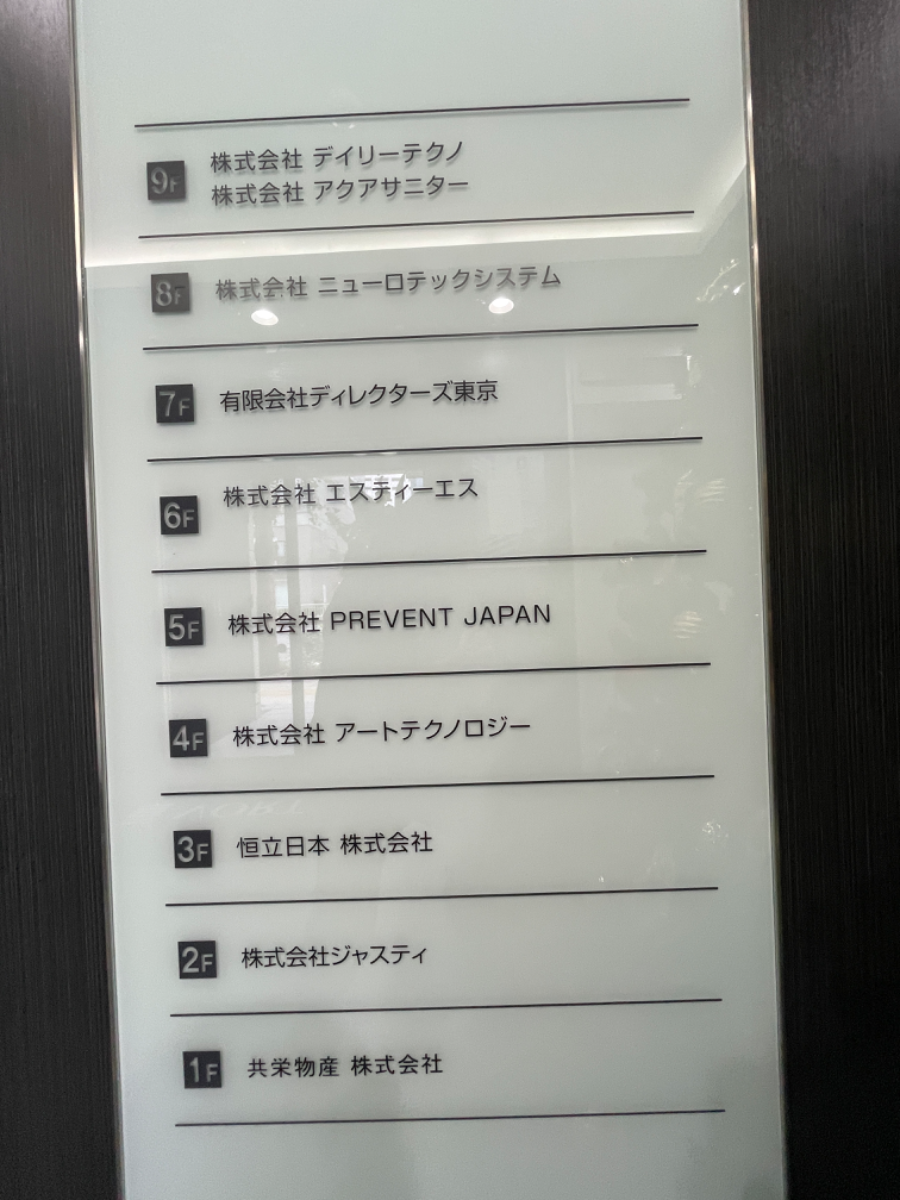 9F 株式会社 デイリーテクノ
株式会社 アクアサニター
8F 株式会社 ニューロテックシステム
7F 有限会社ディレクターズ東京
6F 株式会社 エスティーエス
5F 株式会社 PREVENT JAPAN
4F 株式会社 アートテクノロジー
3F 恒立日本 株式会社
2F 株式会社ジャスティ
1F 共栄物産 株式会社